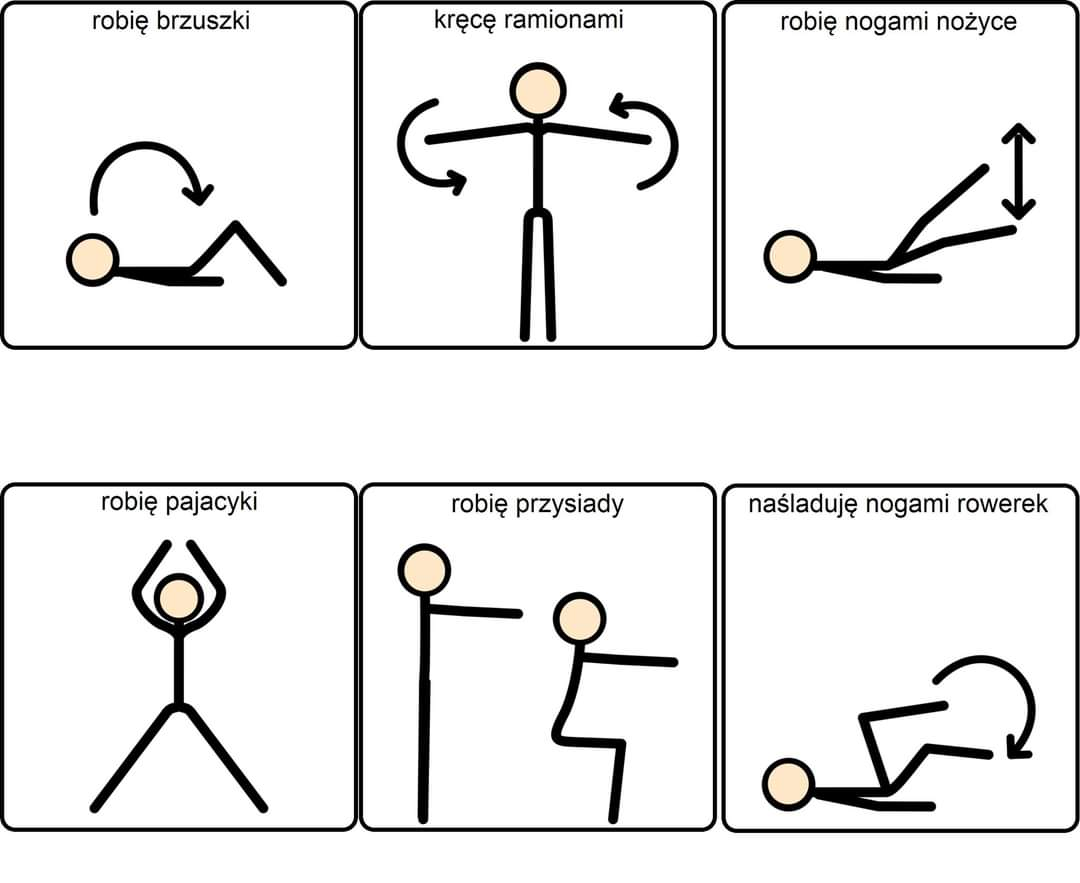 robię brzuszki
kręcę ramionami
robię nogami nożyce
robię pajacyki
robię przysiady
naśladuję nogami rowerek